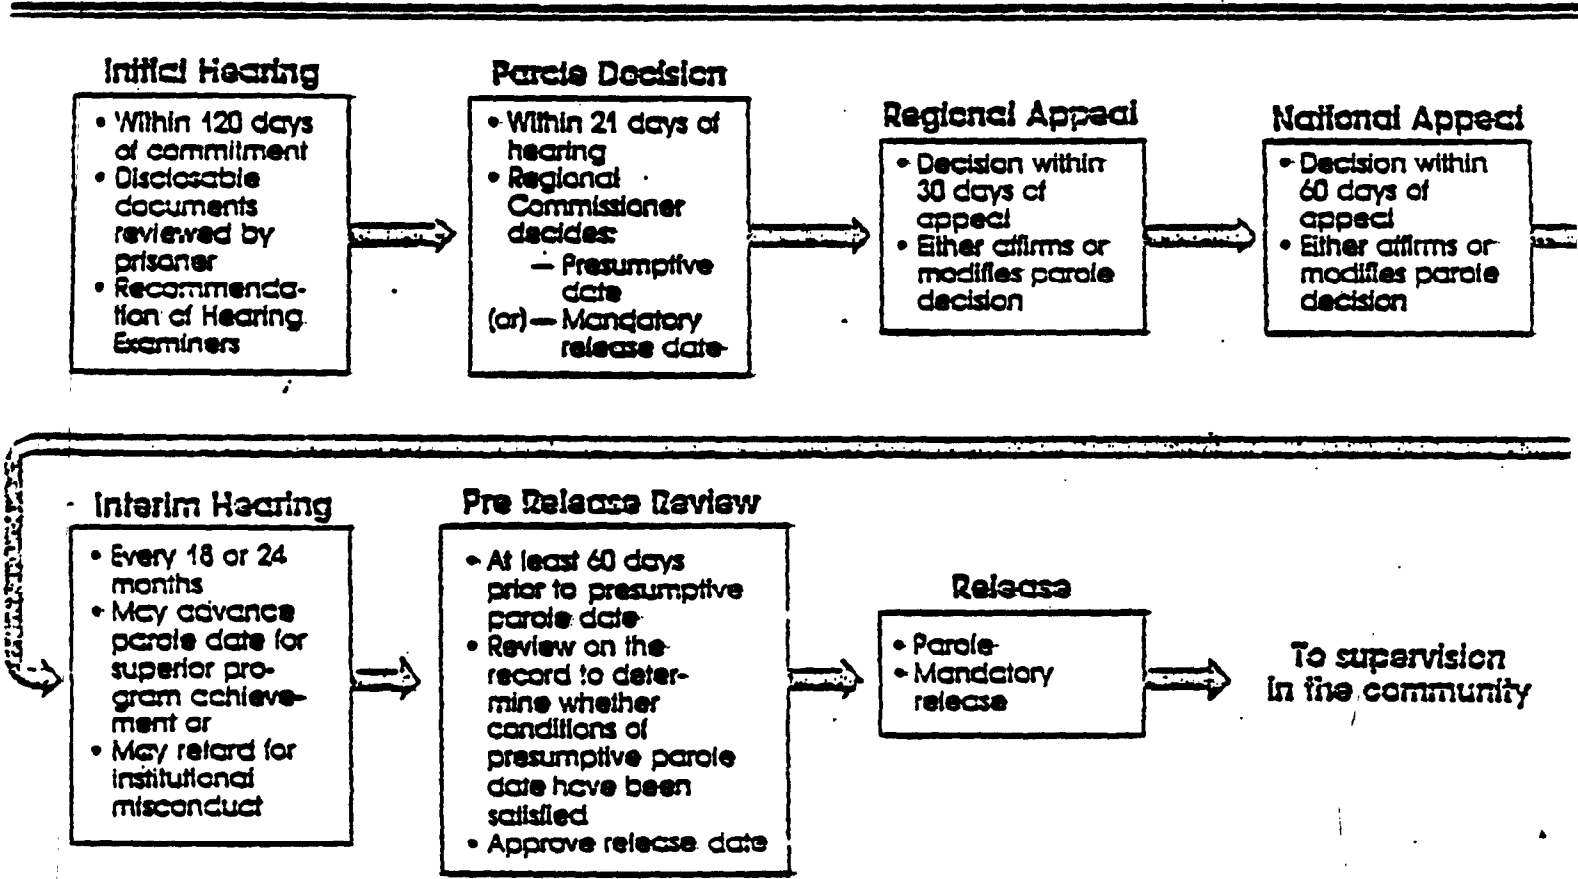 Initial Hearing
• Within 120 days
of commitment
• Disclosable
documents
reviewed by
prisoner
• Recommenda-
tion of Hearing
Examiners
Parole Decision
• Within 21 days of
hearing
• Regional
Commissioner
decides:
— Presumptive
date
(or) — Mandatory
release date
Regional Appeal
• Decision within
30 days of
appeal
• Either affirms or
modifies parole
decision
National Appeal
• Decision within
60 days of
appeal
• Either affirms or
modifies parole
decision
Interim Hearing
• Every 18 or 24
months
• May advance
parole date for
superior pro-
gram achieve-
ment or
• May retard for
institutional
misconduct
Pre Release Review
• At least 60 days
prior to presumptive
parole date
• Review on the
record to deter-
mine whether
conditions of
presumptive parole
date have been
satisfied
• Approve release date
Release
• Parole
• Mandatory
release
To supervision
in the community